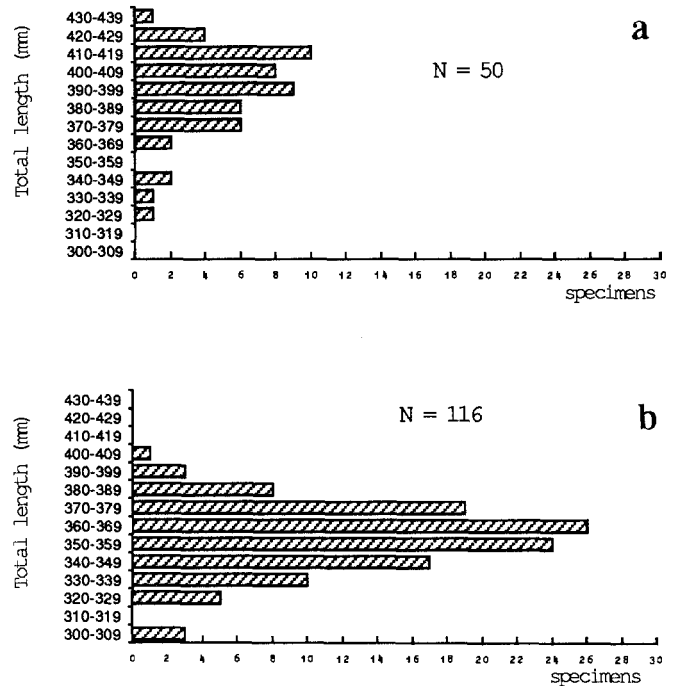 a
N = 50
Total length (mm)
430-439
420-429
410-419
400-409
390-399
380-389
370-379
360-369
350-359
340-349
330-339
320-329
310-319
300-309
0 2 4 6 8 10 12 14 16 18 20 22 24 26 28 30
specimens
b
N = 116
Total length (mm)
430-439
420-429
410-419
400-409
390-399
380-389
370-379
360-369
350-359
340-349
330-339
320-329
310-319
300-309
0 2 4 6 8 10 12 14 16 18 20 22 24 26 28 30
specimens